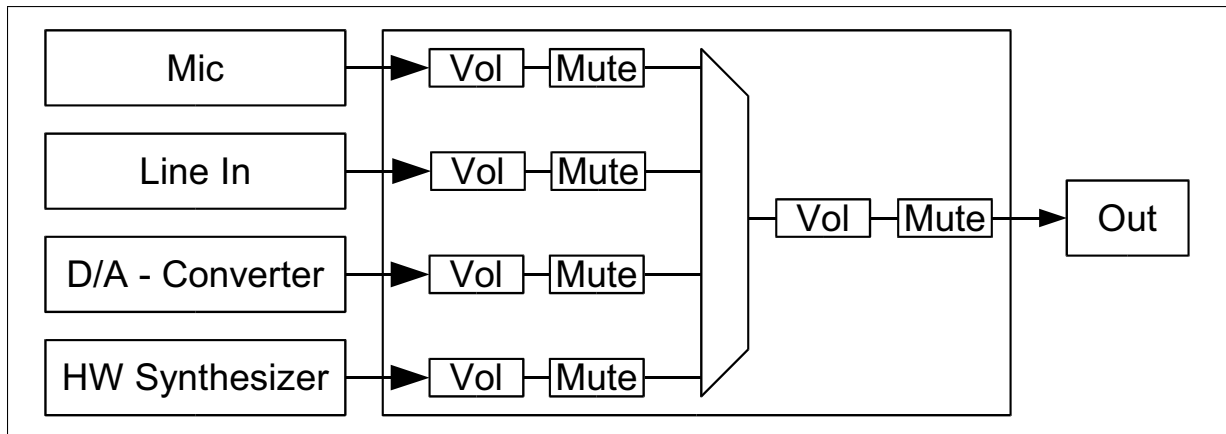 Mic
Vol Mute
Line In
Vol Mute
D/A - Converter
Vol Mute
HW Synthesizer
Vol Mute
Vol Mute
Out